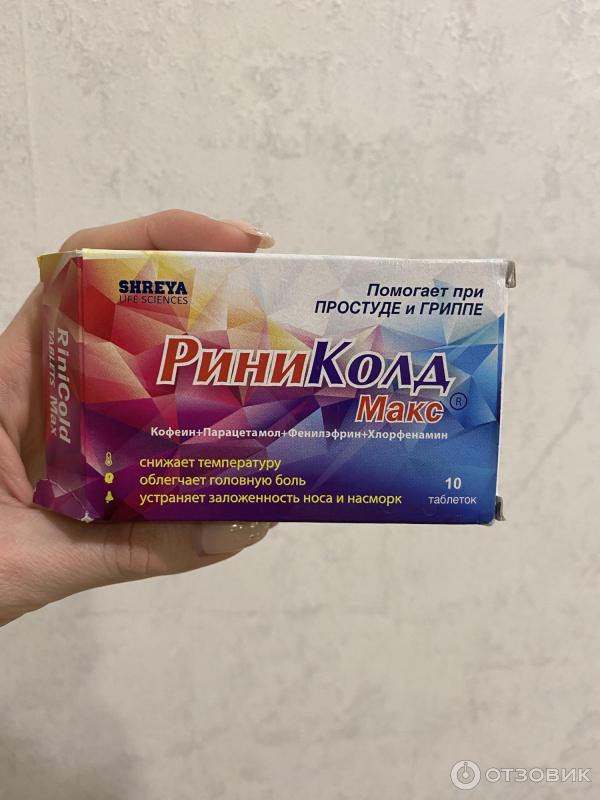 SHREYA
LIFE SCIENCES
Помогает при
ПРОСТУДЕ и ГРИППЕ
РиниКолд
Макс ®
Кофеин+Парацетамол+Фенилэфрин+Хлорфенамин
снижает температуру
облегчает головную боль
устраняет заложенность носа и насморк
10
таблеток
RiniCold
TABLETS Max
ОТЗОВИК